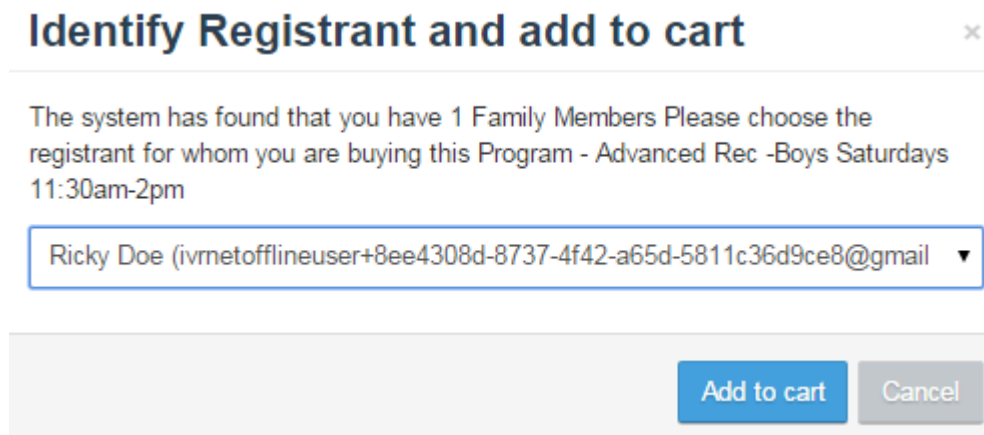 Identify Registrant and add to cart
×
The system has found that you have 1 Family Members Please choose the
registrant for whom you are buying this Program - Advanced Rec -Boys Saturdays
11:30am-2pm
Ricky Doe (ivrnetofflineuser+8ee4308d-8737-4f42-a65d-5811c36d9ce8@gmail
Add to cart
Cancel